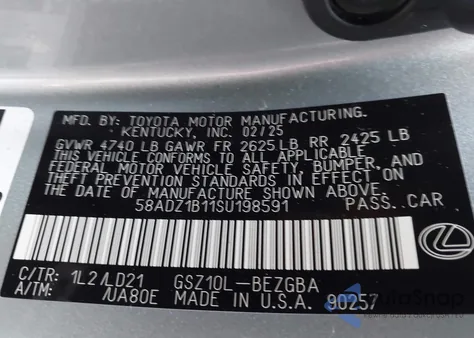 MFD. BY: TOYOTA MOTOR MANUFACTURING.
KENTUCKY, INC. 02/25
GVWR 4740 LB GAWR FR 2625 LB RR 2425 LB
THIS VEHICLE CONFORMS TO ALL APPLICABLE
FEDERAL MOTOR VEHICLE SAFETY, BUMPER, AND
THEFT PREVENTION STANDARDS IN EFFECT ON
THE DATE OF MANUFACTURE SHOWN ABOVE.
58ADZ1B11SU198591 PASS. CAR
C/TR: 1L2/LD21 GSZ10L-BEZGBA
A/TM: /UA80E MADE IN U.S.A. 90257
AutoSnap